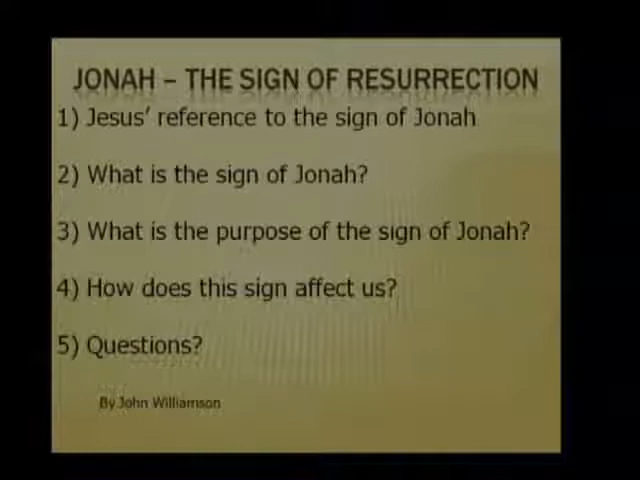 JONAH – THE SIGN OF RESURRECTION
1) Jesus' reference to the sign of Jonah
2) What is the sign of Jonah?
3) What is the purpose of the sign of Jonah?
4) How does this sign affect us?
5) Questions?
By John Williamson